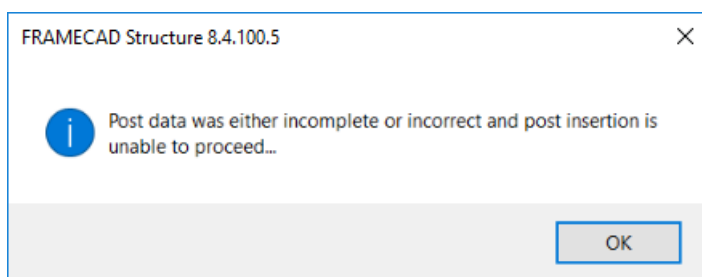 FRAMECAD Structure 8.4.100.5
Post data was either incomplete or incorrect and post insertion is
unable to proceed...
OK